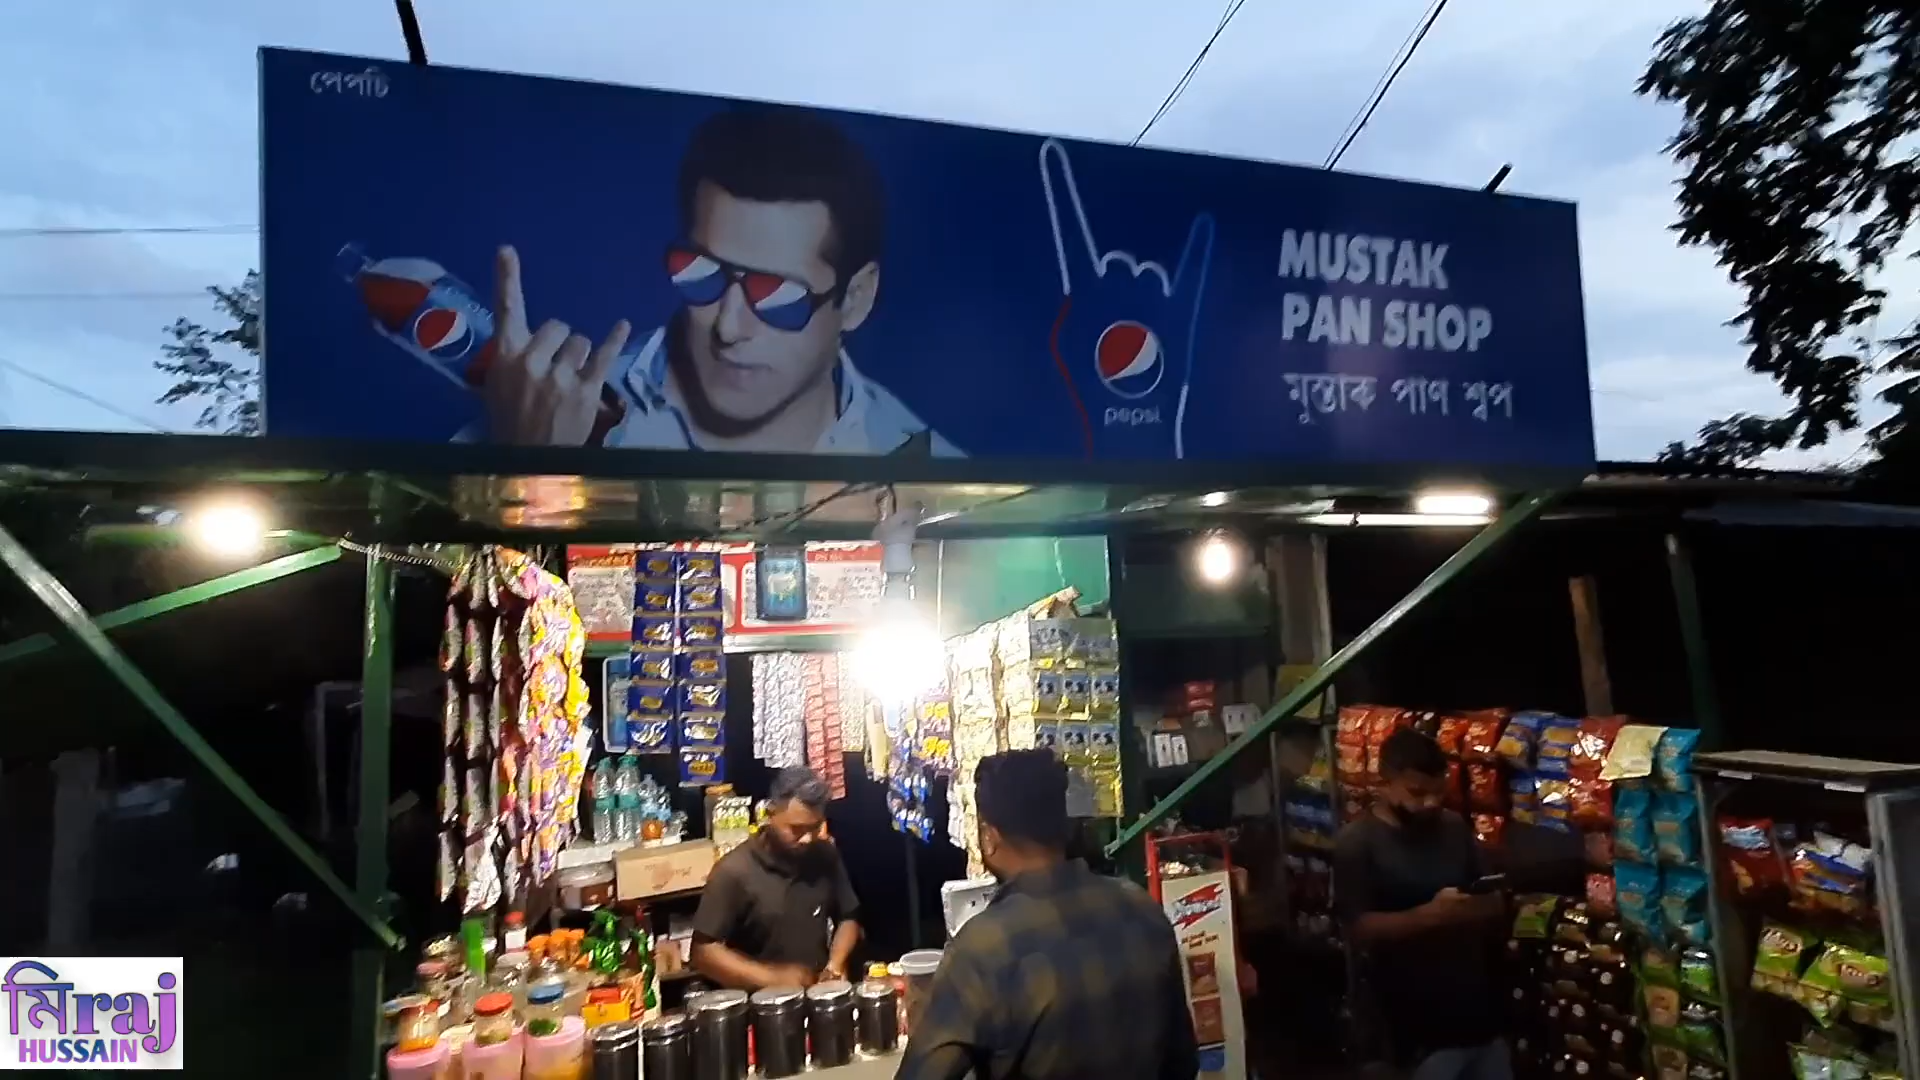 পেপচি
MUSTAK
PAN SHOP
মুস্তাক পাণ শ্বপ
pepsi
মিraj
HUSSAIN